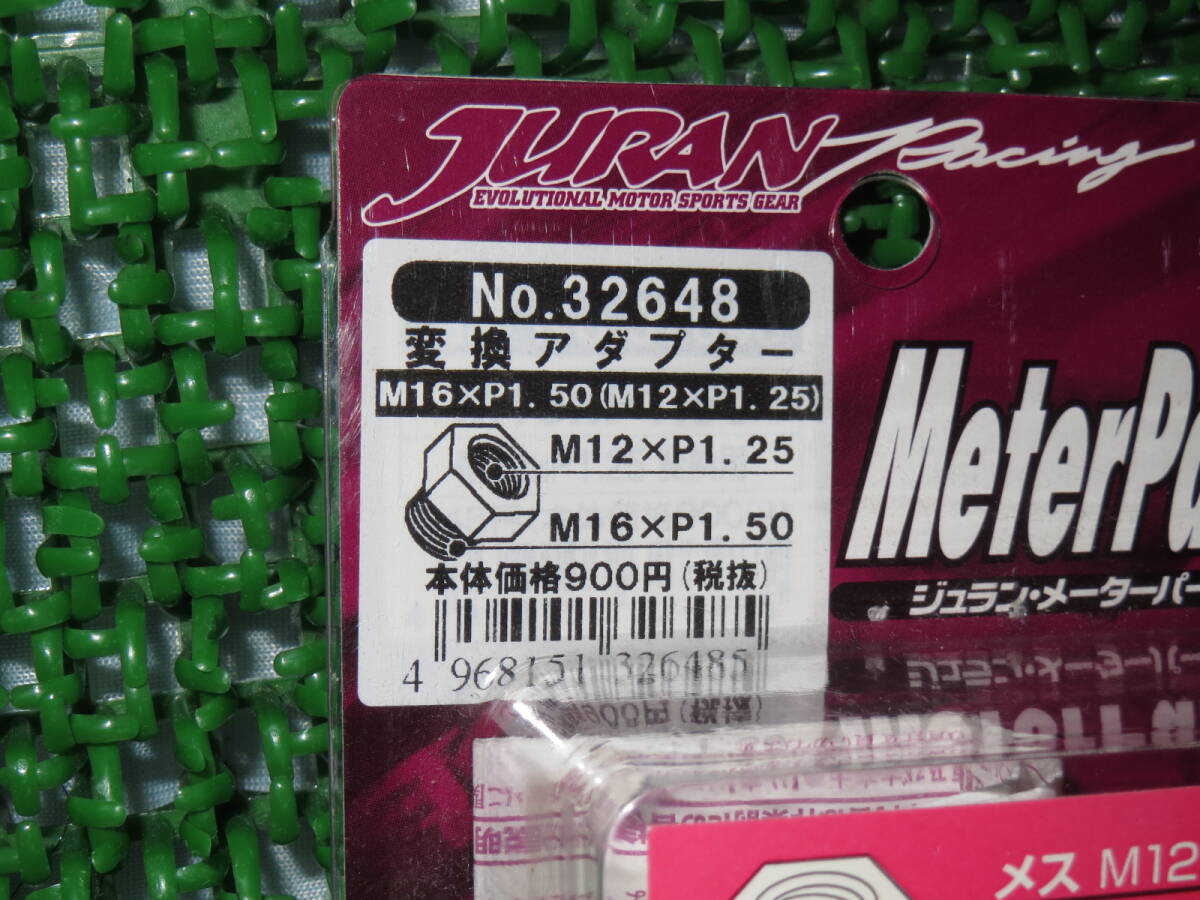 JURAN Racing
EVOLUTIONAL MOTOR SPORTS GEAR
No.32648
変換アダプター
M16×P1.50(M12×P1.25)
M12×P1.25
M16×P1.50
本体価格900円(税抜)
4 968151 326485
MeterPa
ジュラン・メーターパー
メス M12